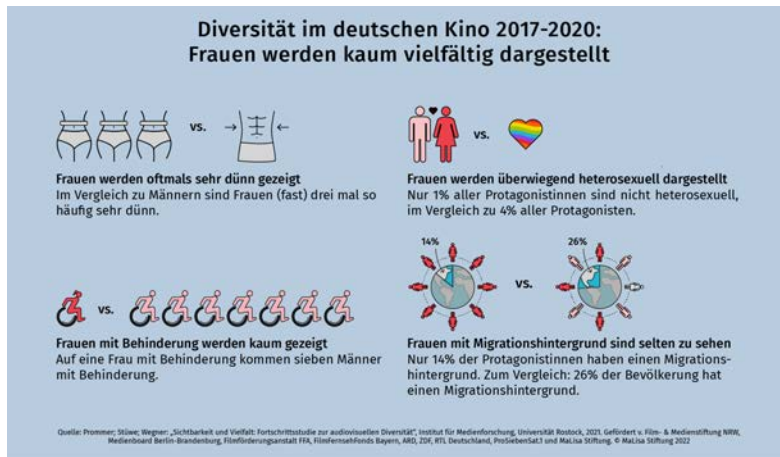 Diversität im deutschen Kino 2017-2020:
Frauen werden kaum vielfältig dargestellt
vs.
Frauen werden oftmals sehr dünn gezeigt
Im Vergleich zu Männern sind Frauen (fast) drei mal so
häufig sehr dünn.
vs.
Frauen werden überwiegend heterosexuell dargestellt
Nur 1% aller Protagonistinnen sind nicht heterosexuell,
im Vergleich zu 4% aller Protagonisten.
vs.
Frauen mit Behinderung werden kaum gezeigt
Auf eine Frau mit Behinderung kommen sieben Männer
mit Behinderung.
14%
vs.
26%
Frauen mit Migrationshintergrund sind selten zu sehen
Nur 14% der Protagonistinnen haben einen Migrations-
hintergrund. Zum Vergleich: 26% der Bevölkerung hat
einen Migrationshintergrund.
Quelle: Prommer; Stüwe; Wegner: „Sichtbarkeit und Vielfalt: Fortschrittsstudie zur audiovisuellen Diversität", Institut für Medienforschung, Universität Rostock, 2021. Gefördert v. Film- & Medienstiftung NRW,
Medienboard Berlin-Brandenburg, Filmförderungsanstalt FFA, FilmFernsehFonds Bayern, ARD, ZDF, RTL Deutschland, ProSiebenSat.1 und MaLisa Stiftung. © MaLisa Stiftung 2022